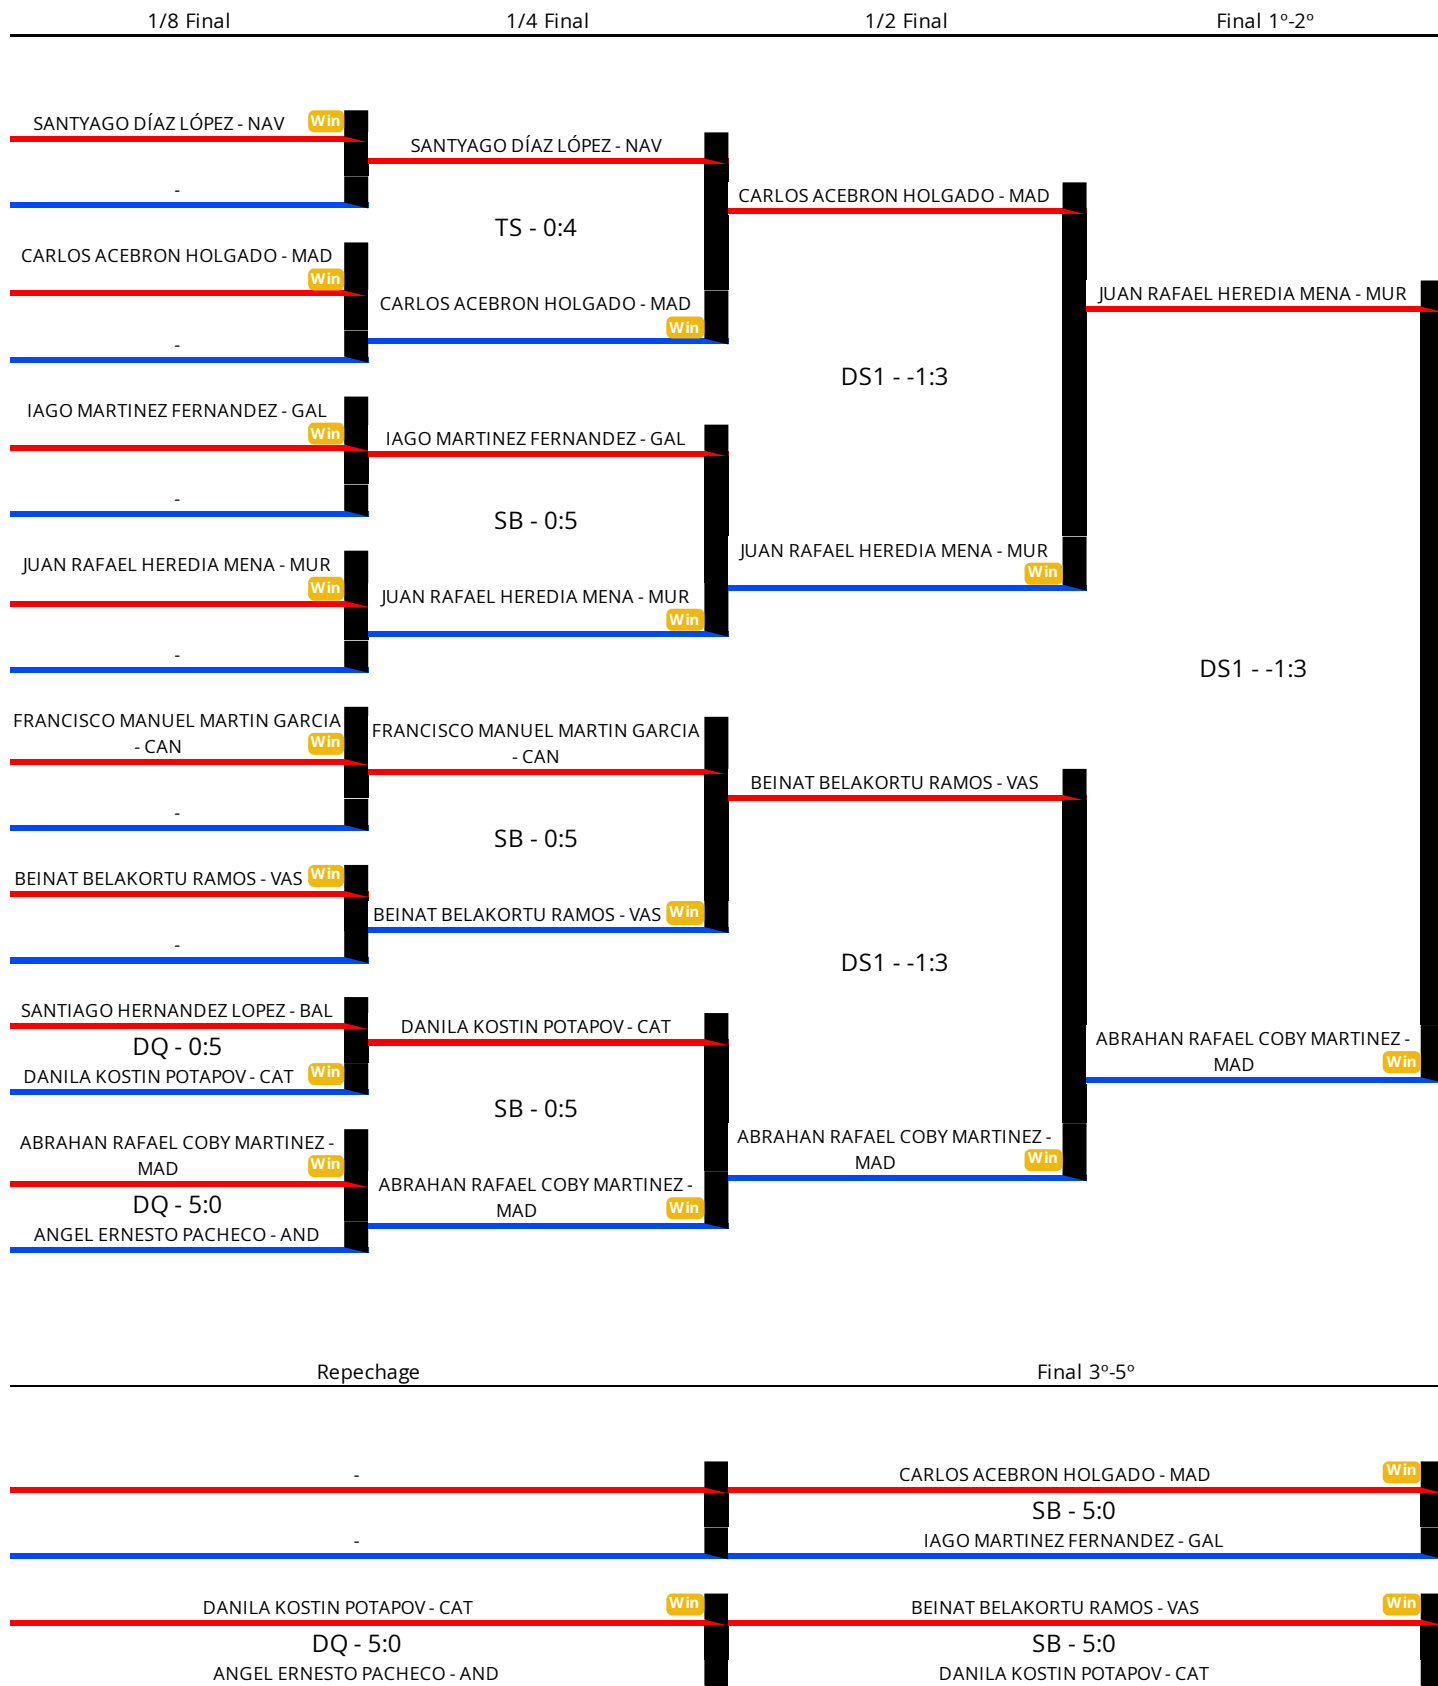 1/8 Final
1/4 Final
1/2 Final
Final 1º-2º
SANTYAGO DÍAZ LÓPEZ - NAV
Win
-
CARLOS ACEBRON HOLGADO - MAD
Win
-
IAGO MARTINEZ FERNANDEZ - GAL
Win
-
JUAN RAFAEL HEREDIA MENA - MUR
Win
-
FRANCISCO MANUEL MARTIN GARCIA
- CAN
Win
-
BEINAT BELAKORTU RAMOS - VAS
Win
-
SANTIAGO HERNANDEZ LOPEZ - BAL
DQ - 0:5
DANILA KOSTIN POTAPOV - CAT
Win
ABRAHAN RAFAEL COBY MARTINEZ -
MAD
Win
DQ - 5:0
ANGEL ERNESTO PACHECO - AND
SANTYAGO DÍAZ LÓPEZ - NAV
TS - 0:4
CARLOS ACEBRON HOLGADO - MAD
Win
IAGO MARTINEZ FERNANDEZ - GAL
SB - 0:5
JUAN RAFAEL HEREDIA MENA - MUR
Win
FRANCISCO MANUEL MARTIN GARCIA
- CAN
SB - 0:5
BEINAT BELAKORTU RAMOS - VAS
Win
DANILA KOSTIN POTAPOV - CAT
SB - 0:5
ABRAHAN RAFAEL COBY MARTINEZ -
MAD
Win
CARLOS ACEBRON HOLGADO - MAD
DS1 - -1:3
JUAN RAFAEL HEREDIA MENA - MUR
Win
BEINAT BELAKORTU RAMOS - VAS
DS1 - -1:3
ABRAHAN RAFAEL COBY MARTINEZ -
MAD
Win
JUAN RAFAEL HEREDIA MENA - MUR
DS1 - -1:3
ABRAHAN RAFAEL COBY MARTINEZ -
MAD
Win
Repechage
Final 3º-5º
-
-
DANILA KOSTIN POTAPOV - CAT
Win
DQ - 5:0
ANGEL ERNESTO PACHECO - AND
CARLOS ACEBRON HOLGADO - MAD
Win
SB - 5:0
IAGO MARTINEZ FERNANDEZ - GAL
BEINAT BELAKORTU RAMOS - VAS
Win
SB - 5:0
DANILA KOSTIN POTAPOV - CAT